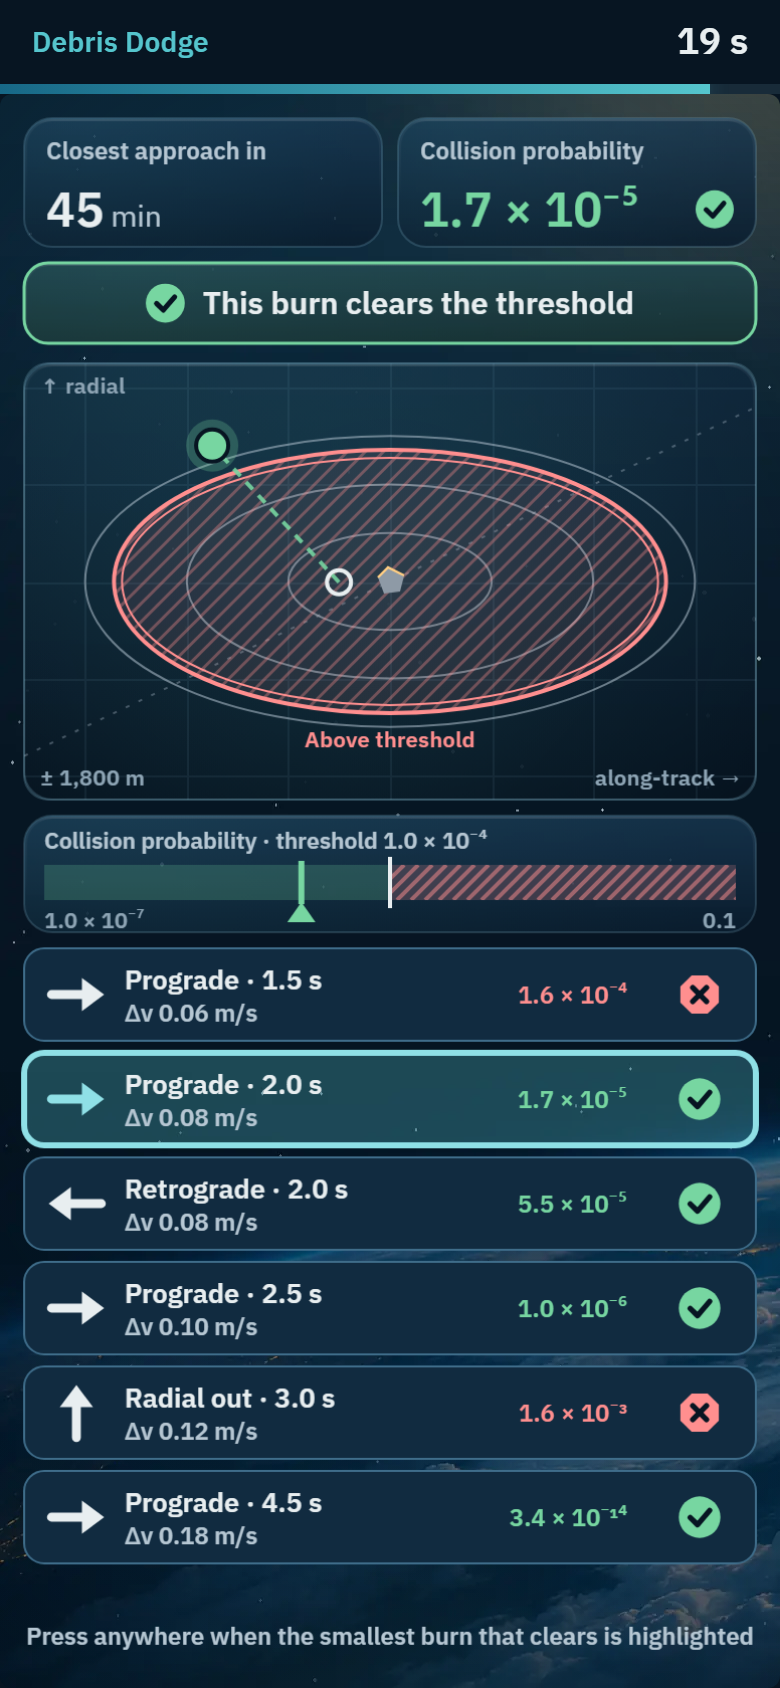 Debris Dodge
19 s
Closest approach in
45 min
Collision probability
1.7 × 10⁻⁵
This burn clears the threshold
↑ radial
Above threshold
± 1,800 m
along-track →
Collision probability · threshold 1.0 × 10⁻⁴
1.0 × 10⁻⁷
0.1
Prograde · 1.5 s
Δv 0.06 m/s
1.6 × 10⁻⁴
Prograde · 2.0 s
Δv 0.08 m/s
1.7 × 10⁻⁵
Retrograde · 2.0 s
Δv 0.08 m/s
5.5 × 10⁻⁵
Prograde · 2.5 s
Δv 0.10 m/s
1.0 × 10⁻⁶
Radial out · 3.0 s
Δv 0.12 m/s
1.6 × 10⁻³
Prograde · 4.5 s
Δv 0.18 m/s
3.4 × 10⁻¹⁴
Press anywhere when the smallest burn that clears is highlighted